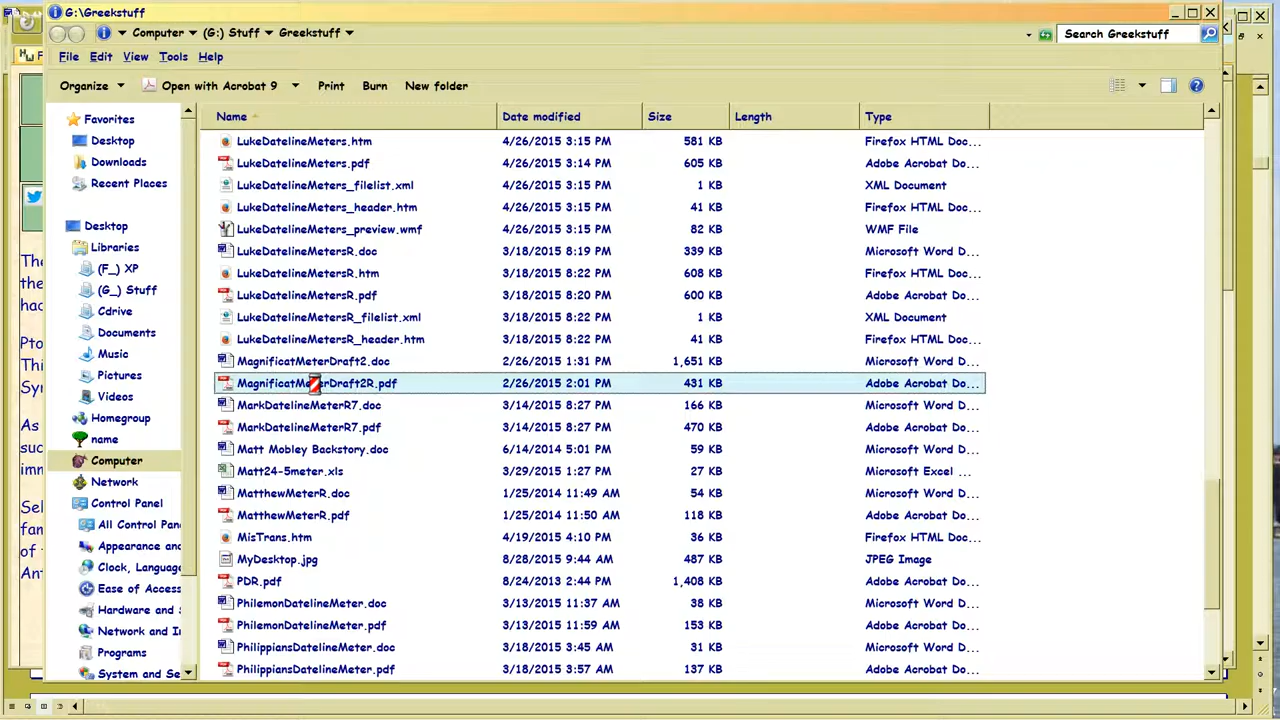 G:\Greekstuff
Computer (G:) Stuff Greekstuff Search Greekstuff
File Edit View Tools Help
Organize Open with Acrobat 9 Print Burn New folder
Name Date modified Size Length Type
LukeDatelineMeters.htm 4/26/2015 3:15 PM 581 KB Firefox HTML Doc...
LukeDatelineMeters.pdf 4/26/2015 3:14 PM 605 KB Adobe Acrobat Do...
LukeDatelineMeters_filelist.xml 4/26/2015 3:15 PM 1 KB XML Document
LukeDatelineMeters_header.htm 4/26/2015 3:15 PM 41 KB Firefox HTML Doc...
LukeDatelineMeters_preview.wmf 4/26/2015 3:15 PM 82 KB WMF File
LukeDatelineMetersR.doc 3/18/2015 8:19 PM 339 KB Microsoft Word D...
LukeDatelineMetersR.htm 3/18/2015 8:22 PM 608 KB Firefox HTML Doc...
LukeDatelineMetersR.pdf 3/18/2015 8:20 PM 600 KB Adobe Acrobat Do...
LukeDatelineMetersR_filelist.xml 3/18/2015 8:22 PM 1 KB XML Document
LukeDatelineMetersR_header.htm 3/18/2015 8:22 PM 41 KB Firefox HTML Doc...
MagnificatMeterDraft2.doc 2/26/2015 1:31 PM 1,651 KB Microsoft Word D...
MagnificatMeterDraft2R.pdf 2/26/2015 2:01 PM 431 KB Adobe Acrobat Do...
MarkDatelineMeterR7.doc 3/14/2015 8:27 PM 166 KB Microsoft Word D...
MarkDatelineMeterR7.pdf 3/14/2015 8:27 PM 470 KB Adobe Acrobat Do...
Matt Mobley Backstory.doc 6/14/2014 5:01 PM 59 KB Microsoft Word D...
Matt24-5meter.xls 3/29/2015 1:27 PM 27 KB Microsoft Excel ...
MatthewMeterR.doc 1/25/2014 11:49 AM 54 KB Microsoft Word D...
MatthewMeterR.pdf 1/25/2014 11:50 AM 118 KB Adobe Acrobat Do...
MisTrans.htm 4/19/2015 4:10 PM 36 KB Firefox HTML Doc...
MyDesktop.jpg 8/28/2015 9:44 AM 487 KB JPEG Image
PDR.pdf 8/24/2013 2:44 PM 1,408 KB Adobe Acrobat Do...
PhilemonDatelineMeter.doc 3/13/2015 11:37 AM 38 KB Microsoft Word D...
PhilemonDatelineMeter.pdf 3/13/2015 11:59 AM 153 KB Adobe Acrobat Do...
PhilippiansDatelineMeter.doc 3/18/2015 3:45 AM 31 KB Microsoft Word D...
PhilippiansDatelineMeter.pdf 3/18/2015 3:57 AM 137 KB Adobe Acrobat Do...
Favorites
Desktop
Downloads
Recent Places
Desktop
Libraries
(F_) XP
(G_) Stuff
Cdrive
Documents
Music
Pictures
Videos
Homegroup
name
Computer
Network
Control Panel
All Control Pan
Appearance and
Clock, Language
Ease of Access
Hardware and
Network and I
Programs
System and Se
The
the
hac
Pto
Thi
Syr
As
suc
imm
Sel
fan
of
Ant